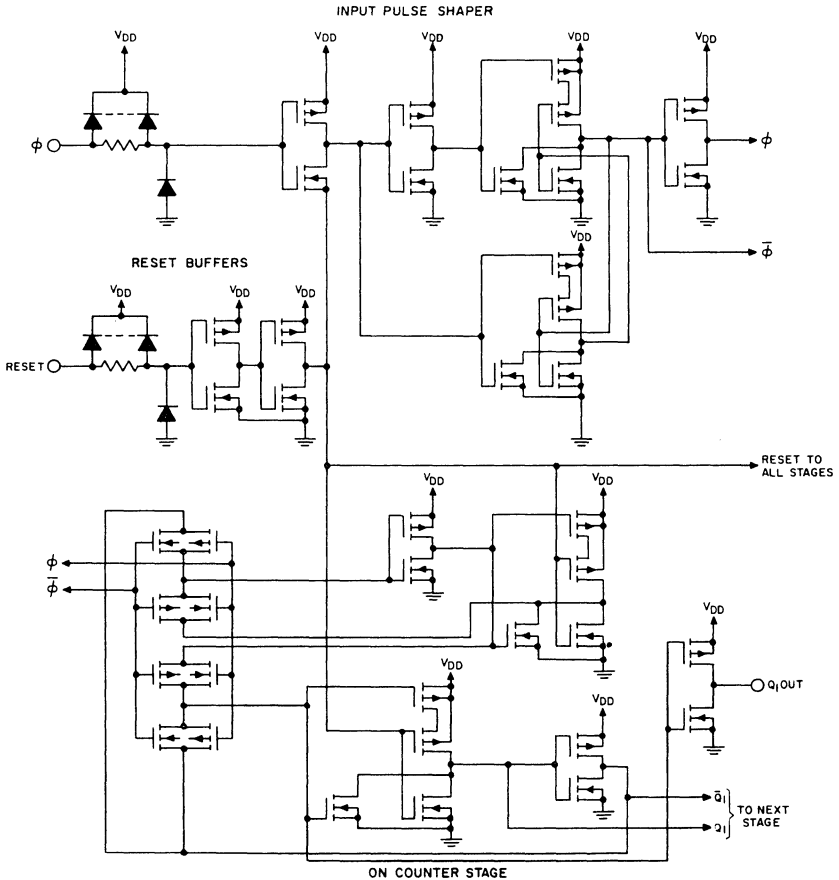 INPUT PULSE SHAPER
VDD
VDD
VDD
VDD
VDD
ϕ
ϕ
ϕ̅
VDD
RESET BUFFERS
VDD
VDD
VDD
RESET
RESET TO
ALL STAGES
VDD
VDD
ϕ
ϕ̅
VDD
VDD
VDD
Q1 OUT
Q̅1
Q1
TO NEXT
STAGE
ON COUNTER STAGE